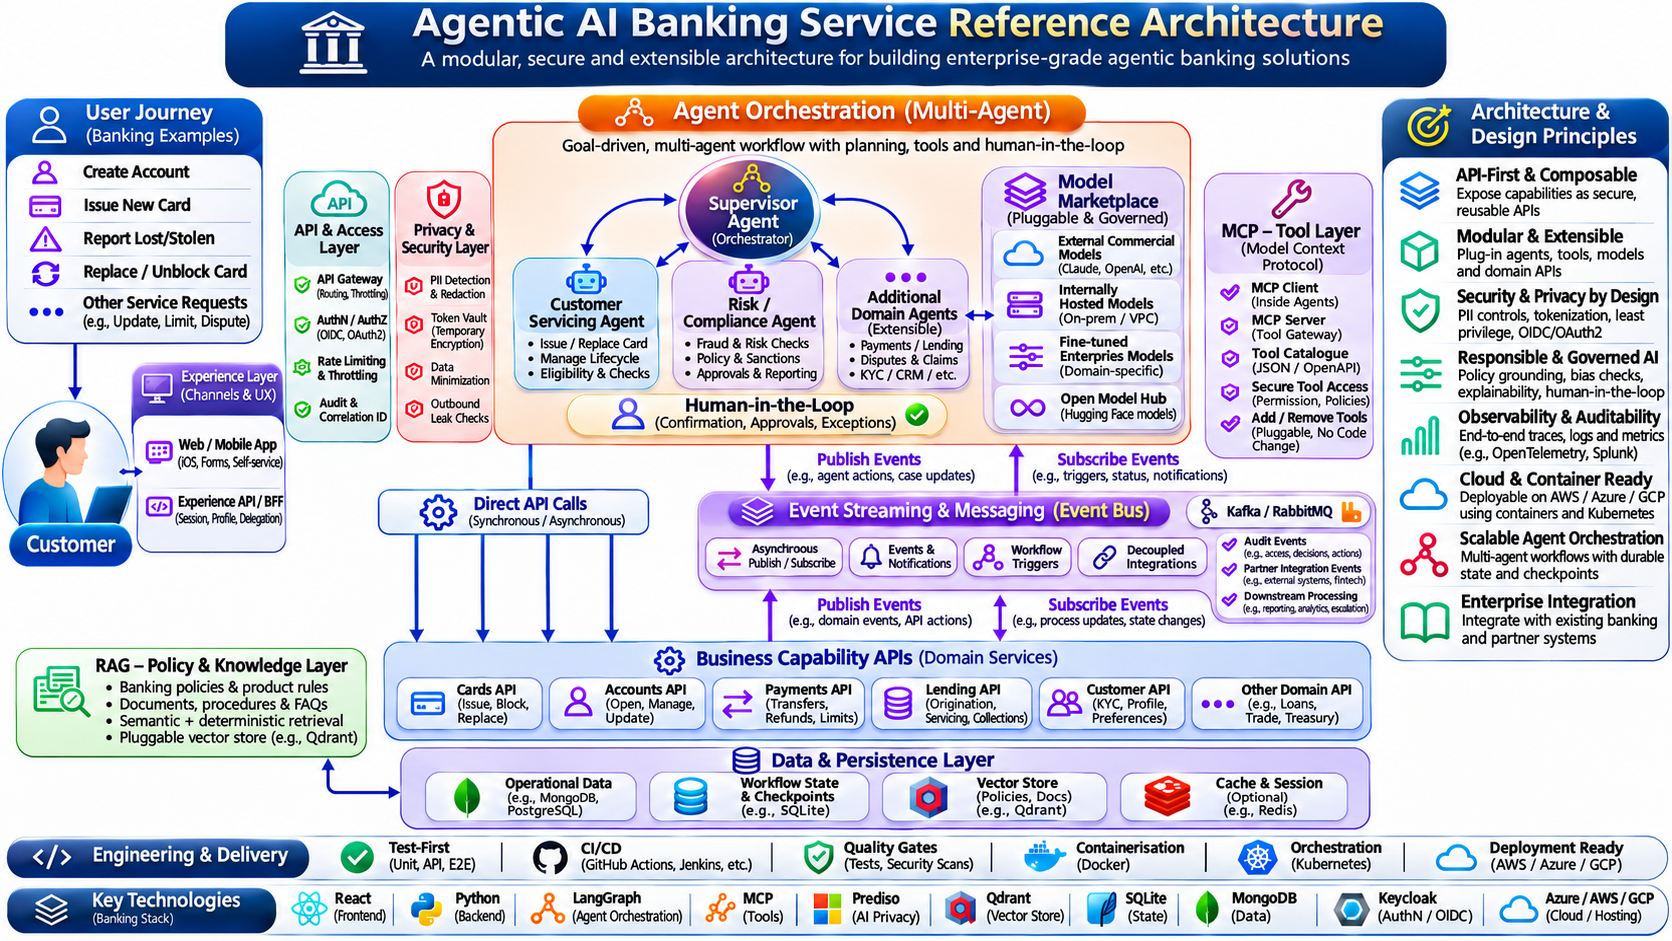 Agentic AI Banking Service Reference Architecture
A modular, secure and extensible architecture for building enterprise-grade agentic banking solutions
User Journey
(Banking Examples)
Create Account
Issue New Card
Report Lost/Stolen
Replace / Unblock Card
Other Service Requests
(e.g., Update, Limit, Dispute)
Customer
Experience Layer
(Channels & UX)
Web / Mobile App
(iOS, Forms, Self-service)
Experience API / BFF
(Session, Profile, Delegation)
API
API & Access
Layer
API Gateway
(Routing, Throttling)
AuthN / AuthZ
(OIDC, OAuth2)
Rate Limiting
& Throttling
Audit &
Correlation ID
Privacy &
Security Layer
PII Detection
& Redaction
Token Vault
(Temporary
Encryption)
Data
Minimization
Outbound
Leak Checks
Agent Orchestration (Multi-Agent)
Goal-driven, multi-agent workflow with planning, tools and human-in-the-loop
Supervisor
Agent
(Orchestrator)
Customer
Servicing Agent
• Issue / Replace Card
• Manage Lifecycle
• Eligibility & Checks
Risk /
Compliance Agent
• Fraud & Risk Checks
• Policy & Sanctions
• Approvals & Reporting
Additional
Domain Agents
(Extensible)
• Payments / Lending
• Disputes & Claims
• KYC / CRM / etc.
Human-in-the-Loop
(Confirmation, Approvals, Exceptions)
Model
Marketplace
(Pluggable & Governed)
External Commercial
Models
(Claude, OpenAI, etc.)
Internally
Hosted Models
(On-prem / VPC)
Fine-tuned
Enterpries Models
(Domain-specific)
Open Model Hub
(Hugging Face models)
MCP – Tool Layer
(Model Context
Protocol)
MCP Client
(Inside Agents)
MCP Server
(Tool Gateway)
Tool Catalogue
(JSON / OpenAPI)
Secure Tool Access
(Permission, Policies)
Add / Remove Tools
(Pluggable, No Code
Change)
Architecture &
Design Principles
API-First & Composable
Expose capabilities as secure,
reusable APIs
Modular & Extensible
Plug-in agents, tools, models
and domain APIs
Security & Privacy by Design
PII controls, tokenization, least
privilege, OIDC/OAuth2
Responsible & Governed AI
Policy grounding, bias checks,
explainability, human-in-the-loop
Observability & Auditability
End-to-end traces, logs and metrics
(e.g., OpenTelemetry, Splunk)
Cloud & Container Ready
Deployable on AWS / Azure / GCP
using containers and Kubernetes
Scalable Agent Orchestration
Multi-agent workflows with durable
state and checkpoints
Enterprise Integration
Integrate with existing banking
and partner systems
Direct API Calls
(Synchronous / Asynchronous)
Publish Events
(e.g., agent actions, case updates)
Subscribe Events
(e.g., triggers, status, notifications)
Event Streaming & Messaging (Event Bus)
Kafka / RabbitMQ
Asynchroous
Publish / Subscribe
Events &
Notifications
Workflow
Triggers
Decoupled
Integrations
Audit Events
(e.g., access, decisions, actions)
Partner Integration Events
(e.g., external systems, fintech)
Downstream Processing
(e.g., reporting, analytics, escalation)
Publish Events
(e.g., domain events, API actions)
Subscribe Events
(e.g., process updates, state changes)
RAG – Policy & Knowledge Layer
• Banking policies & product rules
• Documents, procedures & FAQs
• Semantic + deterministic retrieval
• Pluggable vector store (e.g., Qdrant)
Business Capability APIs (Domain Services)
Cards API
(Issue, Block,
Replace)
Accounts API
(Open, Manage,
Update)
Payments API
(Transfers,
Refunds, Limits)
Lending API
(Origination,
Servicing, Collections)
Customer API
(KYC, Profile,
Preferences)
Other Domain API
(e.g., Loans,
Trade, Treasury)
Data & Persistence Layer
Operational Data
(e.g., MongoDB,
PostgreSQL)
Workflow State
& Checkpoints
(e.g., SQLite)
Vector Store
(Policies, Docs)
(e.g., Qdrant)
Cache & Session
(Optional)
(e.g., Redis)
Engineering & Delivery
Test-First
(Unit, API, E2E)
CI/CD
(GitHub Actions, Jenkins, etc.)
Quality Gates
(Tests, Security Scans)
Containerisation
(Docker)
Orchestration
(Kubernetes)
Deployment Ready
(AWS / Azure / GCP)
Key Technologies
(Banking Stack)
React
(Frontend)
Python
(Backend)
LangGraph
(Agent Orchestration)
MCP
(Tools)
Prediso
(AI Privacy)
Qdrant
(Vector Store)
SQLite
(State)
MongoDB
(Data)
Keycloak
(AuthN / OIDC)
Azure / AWS / GCP
(Cloud / Hosting)